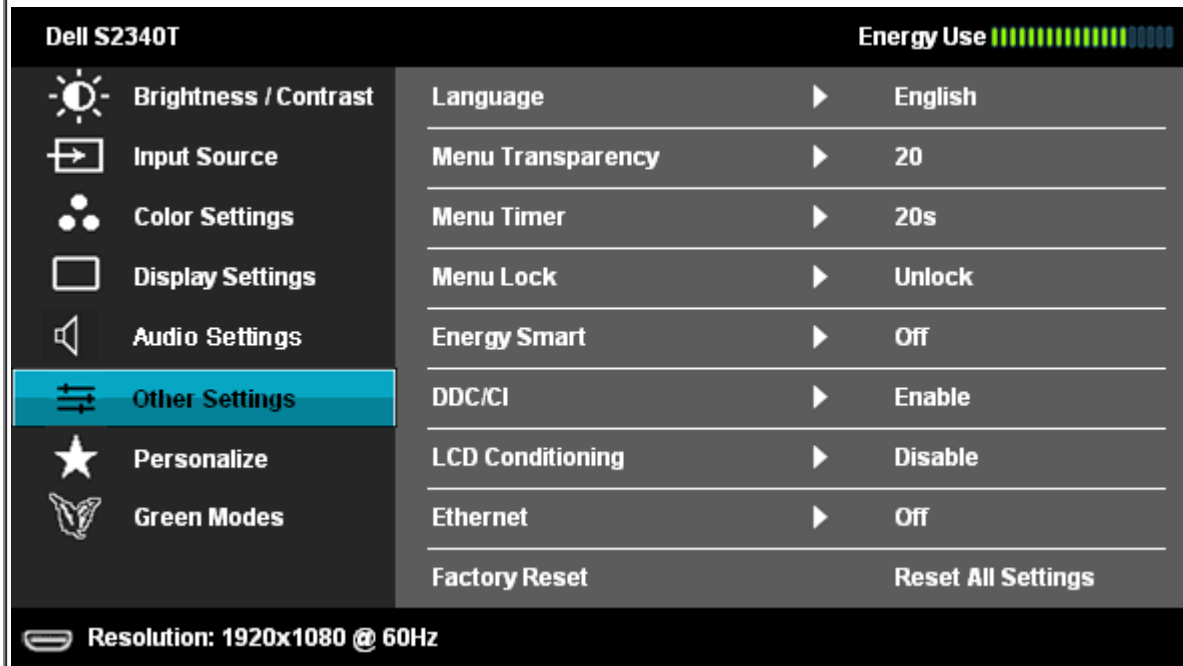 Dell S2340T Energy Use
Brightness / Contrast Language English
Input Source Menu Transparency 20
Color Settings Menu Timer 20s
Display Settings Menu Lock Unlock
Audio Settings Energy Smart Off
Other Settings DDC/CI Enable
Personalize LCD Conditioning Disable
Green Modes Ethernet Off
Factory Reset Reset All Settings
Resolution: 1920x1080 @ 60Hz